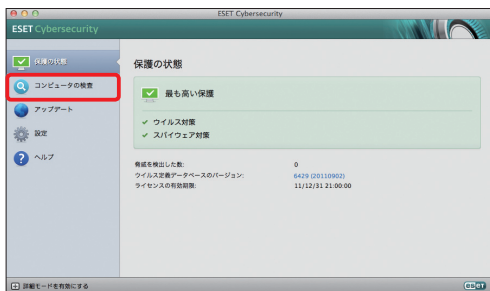 ESET Cybersecurity
ESET Cybersecurity
保護の状態
コンピュータの検査
アップデート
設定
ヘルプ
保護の状態
最も高い保護
ウイルス対策
スパイウェア対策
脅威を検出した数: 0
ウイルス定義データベースのバージョン: 6429 (20110902)
ライセンスの有効期限: 11/12/31 21:00:00
詳細モードを有効にする
eset